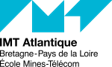 IMT Atlantique
Bretagne-Pays de la Loire
École Mines-Télécom